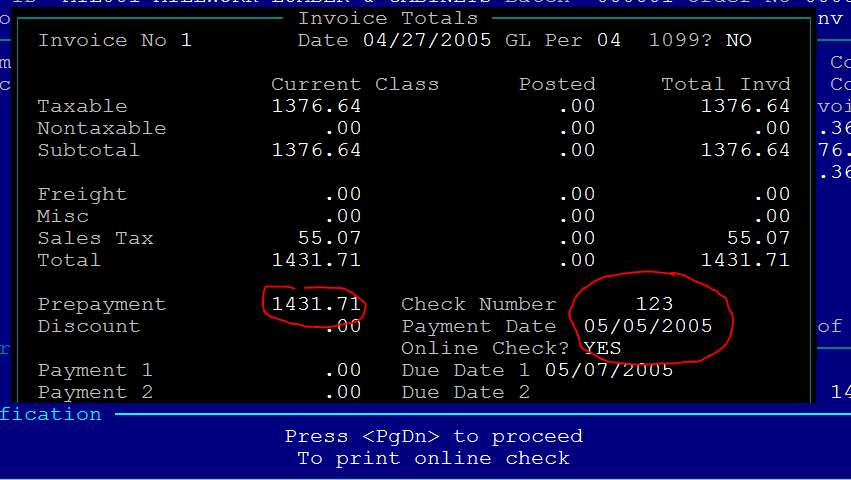 Invoice Totals
Invoice No 1 Date 04/27/2005 GL Per 04 1099? NO nv
Current Class Posted Total Invd
Taxable 1376.64 .00 1376.64
Nontaxable .00 .00 .00 .36
Subtotal 1376.64 .00 1376.64 76.
.36
Freight .00 .00 .00
Misc .00 .00 .00
Sales Tax 55.07 .00 55.07
Total 1431.71 .00 1431.71
Prepayment 1431.71 Check Number 123
Discount .00 Payment Date 05/05/2005 of
Online Check? YES
Payment 1 .00 Due Date 1 05/07/2005
Payment 2 .00 Due Date 2 14
fication
Press <PgDn> to proceed
To print online check